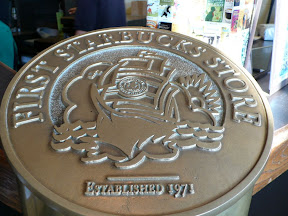 FIRST STARBUCKS STORE
ESTABLISHED 1971